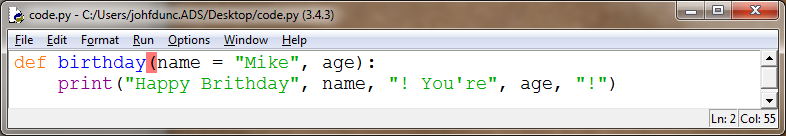 code.py - C:/Users/johfdunc.ADS/Desktop/code.py (3.4.3)
File Edit Format Run Options Window Help
def birthday(name = "Mike", age):
    print("Happy Brithday", name, "! You're", age, "!")
Ln: 2 Col: 55